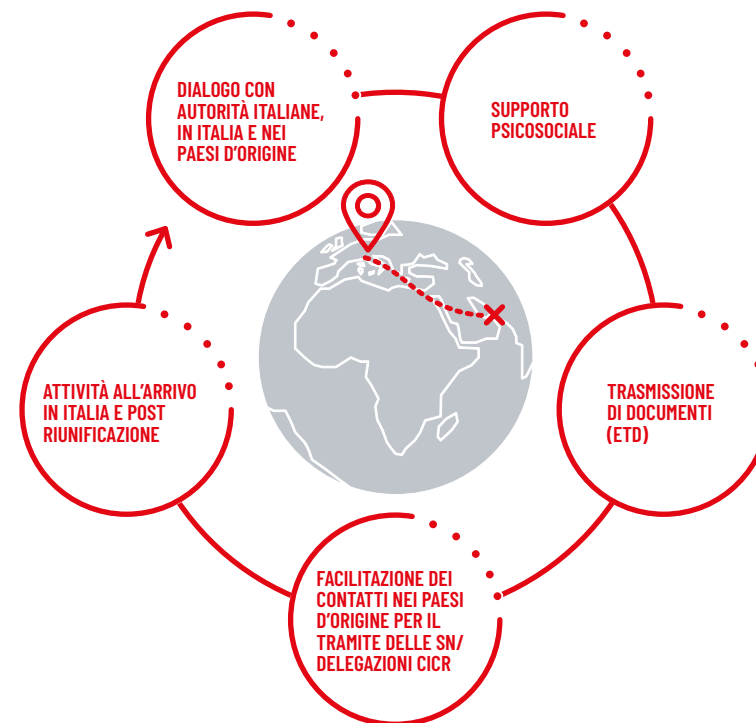 DIALOGO CON
AUTORITÀ ITALIANE,
IN ITALIA E NEI
PAESI D'ORIGINE
SUPPORTO
PSICOSOCIALE
TRASMISSIONE
DI DOCUMENTI
(ETD)
FACILITAZIONE DEI
CONTATTI NEI PAESI
D'ORIGINE PER IL
TRAMITE DELLE SN/
DELEGAZIONI CICR
ATTIVITÀ ALL'ARRIVO
IN ITALIA E POST
RIUNIFICAZIONE